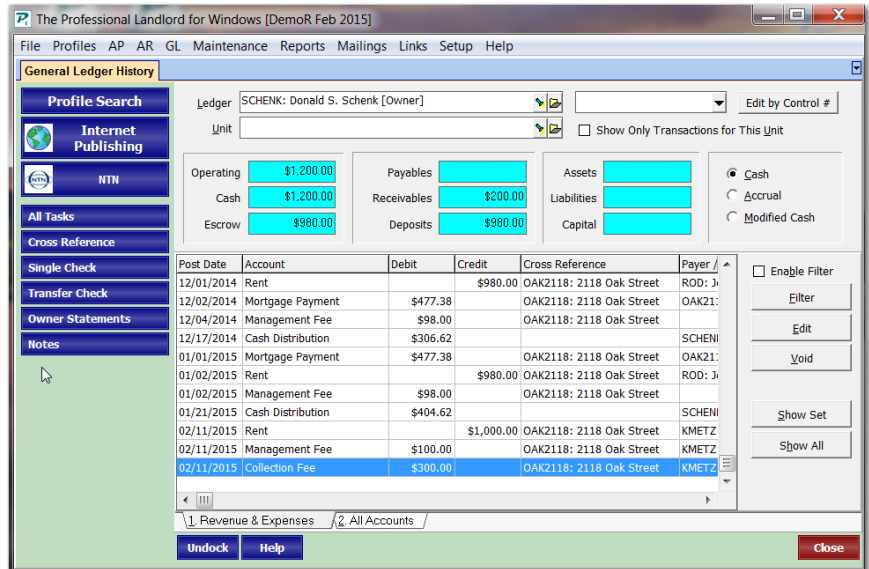 The Professional Landlord for Windows [DemoR Feb 2015]
File Profiles AP AR GL Maintenance Reports Mailings Links Setup Help
General Ledger History
Profile Search
Internet
Publishing
NTN
NTN
All Tasks
Cross Reference
Single Check
Transfer Check
Owner Statements
Notes
Ledger SCHENK: Donald S. Schenk [Owner] Edit by Control #
Unit Show Only Transactions for This Unit
Operating $1,200.00 Payables Assets Cash
Cash $1,200.00 Receivables $200.00 Liabilities Accrual
Escrow $980.00 Deposits $980.00 Capital Modified Cash
Post Date Account Debit Credit Cross Reference Payer /
12/01/2014 Rent $980.00 OAK2118: 2118 Oak Street ROD: J
12/02/2014 Mortgage Payment $477.38 OAK2118: 2118 Oak Street OAK21
12/04/2014 Management Fee $98.00 OAK2118: 2118 Oak Street
12/17/2014 Cash Distribution $306.62 SCHEN
01/01/2015 Mortgage Payment $477.38 OAK2118: 2118 Oak Street OAK21
01/02/2015 Rent $980.00 OAK2118: 2118 Oak Street ROD: J
01/02/2015 Management Fee $98.00 OAK2118: 2118 Oak Street
01/21/2015 Cash Distribution $404.62 SCHEN
02/11/2015 Rent $1,000.00 OAK2118: 2118 Oak Street KMETZ
02/11/2015 Management Fee $100.00 OAK2118: 2118 Oak Street KMETZ
02/11/2015 Collection Fee $300.00 OAK2118: 2118 Oak Street KMETZ
Enable Filter
Filter
Edit
Void
Show Set
Show All
1. Revenue & Expenses 2. All Accounts
Undock Help Close